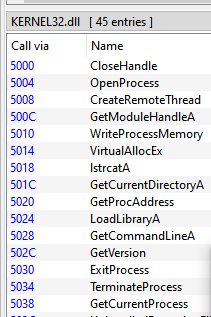 KERNEL32.dll [ 45 entries ]
Call via Name
5000 CloseHandle
5004 OpenProcess
5008 CreateRemoteThread
500C GetModuleHandleA
5010 WriteProcessMemory
5014 VirtualAllocEx
5018 lstrcatA
501C GetCurrentDirectoryA
5020 GetProcAddress
5024 LoadLibraryA
5028 GetCommandLineA
502C GetVersion
5030 ExitProcess
5034 TerminateProcess
5038 GetCurrentProcess